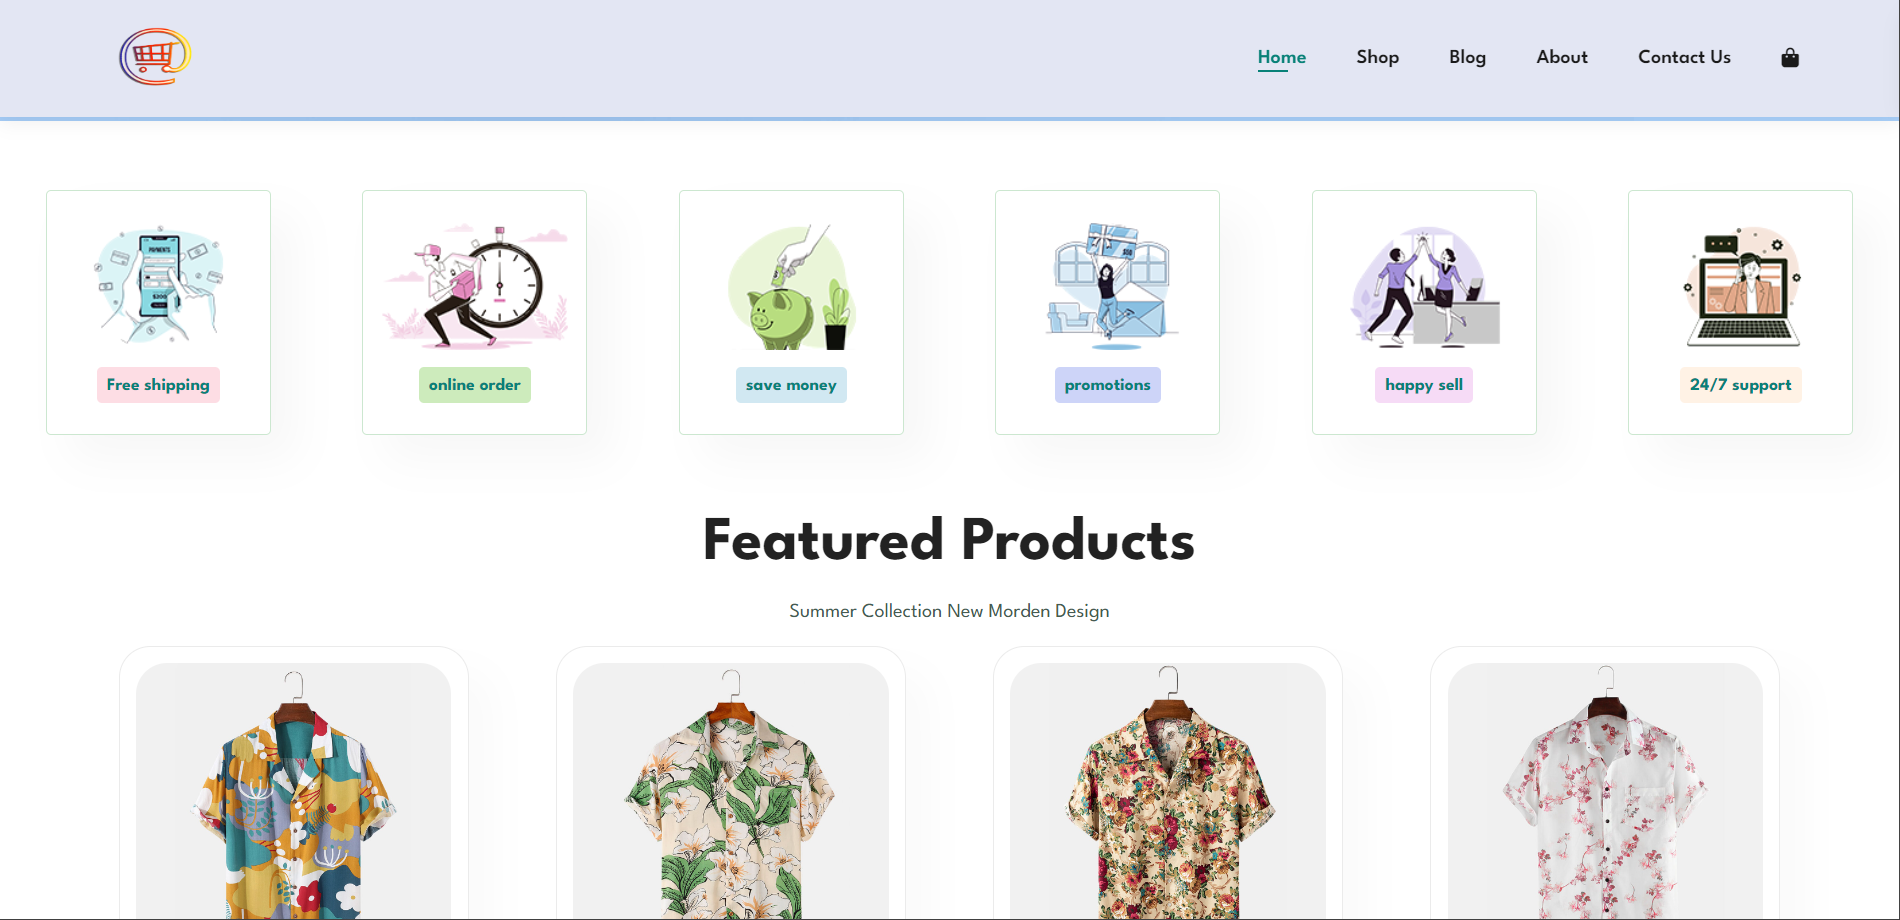 Home Shop Blog About Contact Us
PAYMENTS
Free shipping
online order
save money
promotions
happy sell
24/7 support
Featured Products
Summer Collection New Morden Design